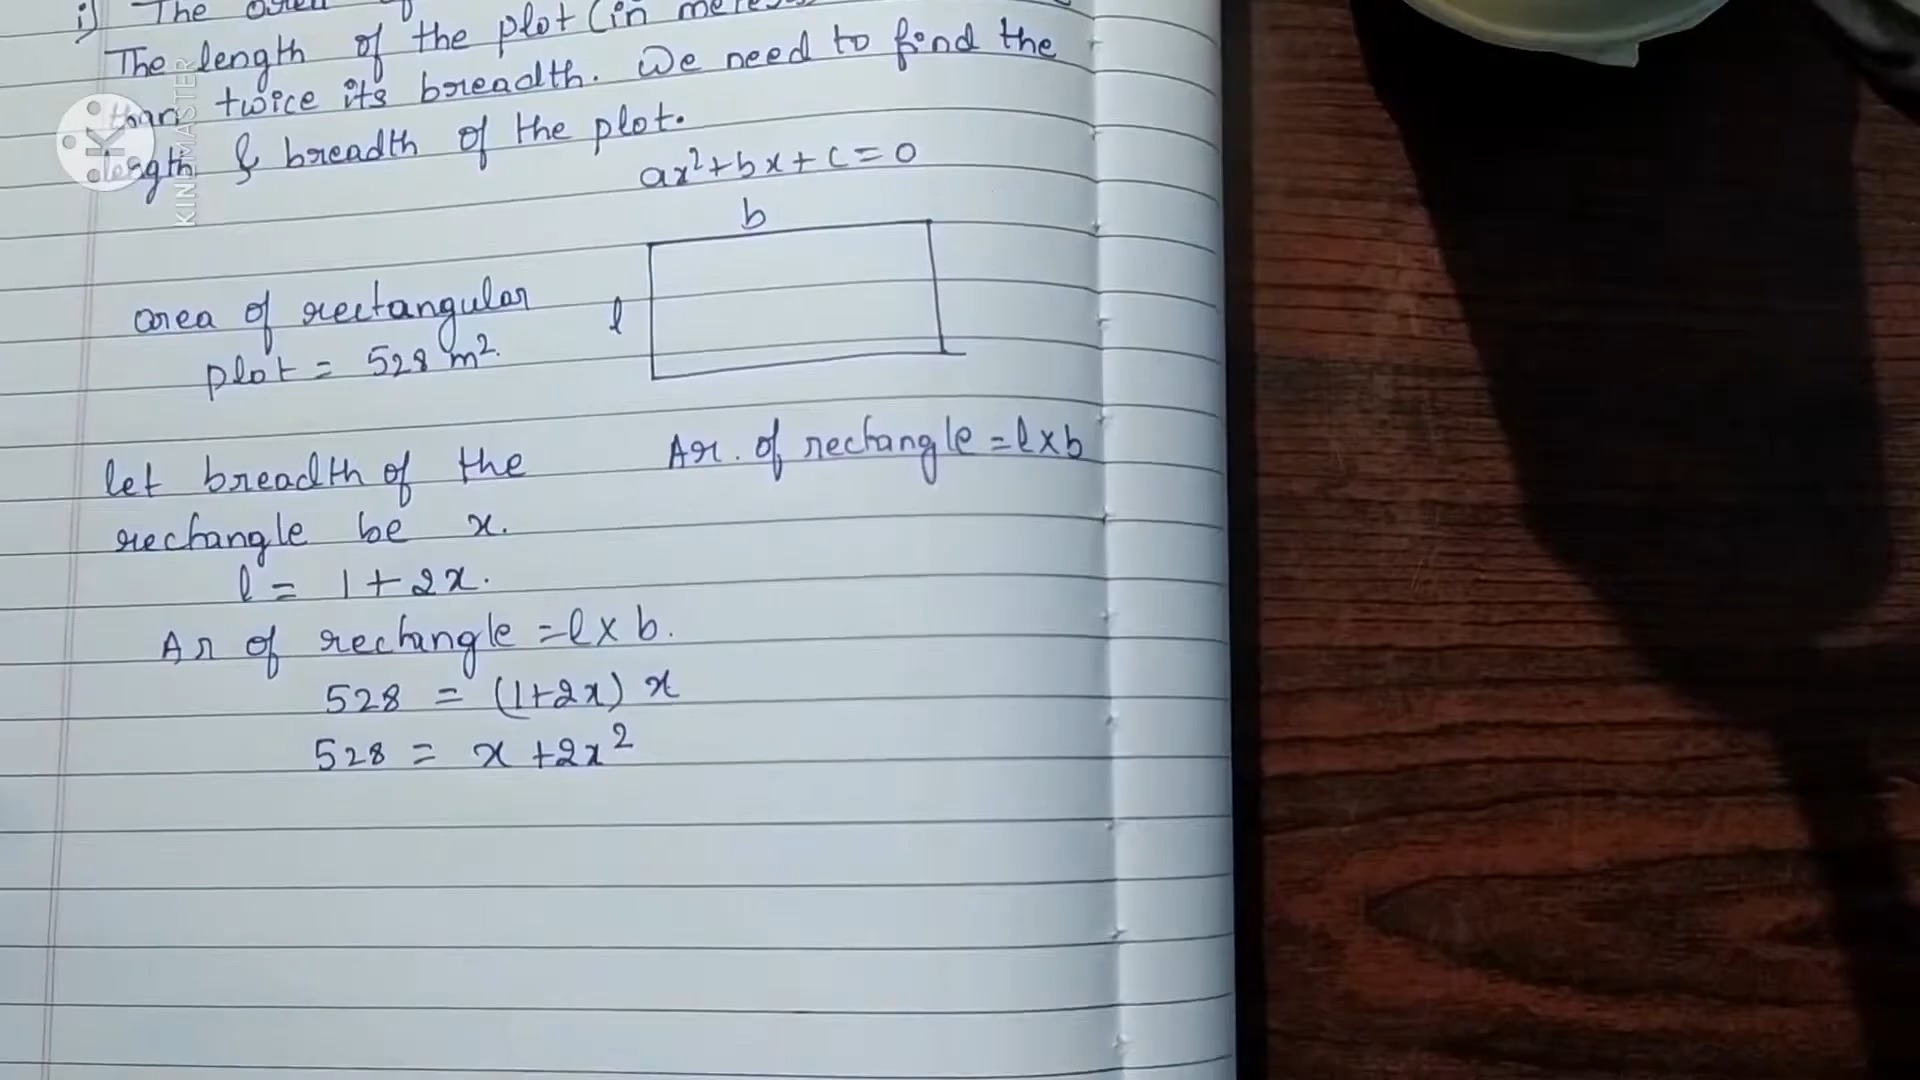 i) The area
The length of the plot (in
than twice its breadth. We need to find the
length & breadth of the plot.
ax²+bx+c=0
b
area of rectangular
plot = 528 m².
l
let breadth of the
rectangle be x.
l = 1+2x.
Ar. of rectangle = l×b
Ar of rectangle = l×b.
528 = (1+2x) x
528 = x +2x²
KINEMASTER